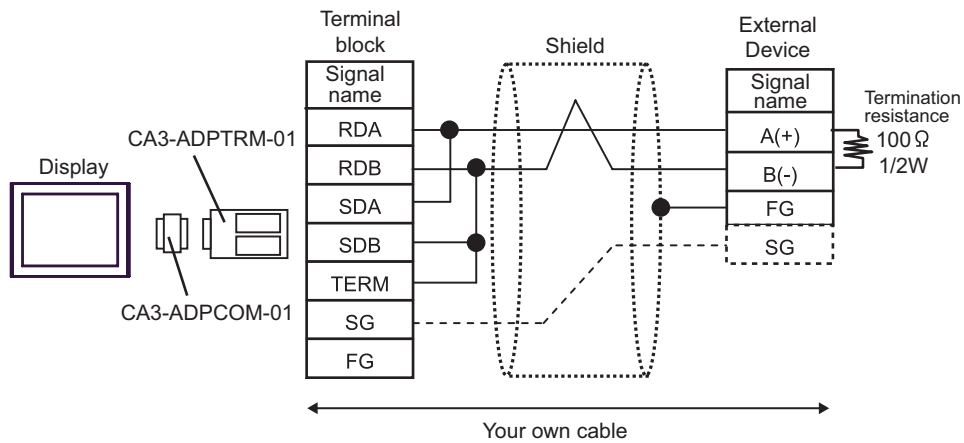 Terminal
block
Shield
External
Device
Signal
name
RDA
RDB
SDA
SDB
TERM
SG
FG
Signal
name
A(+)
B(-)
FG
SG
Termination
resistance
100Ω
1/2W
CA3-ADPTRM-01
Display
CA3-ADPCOM-01
Your own cable